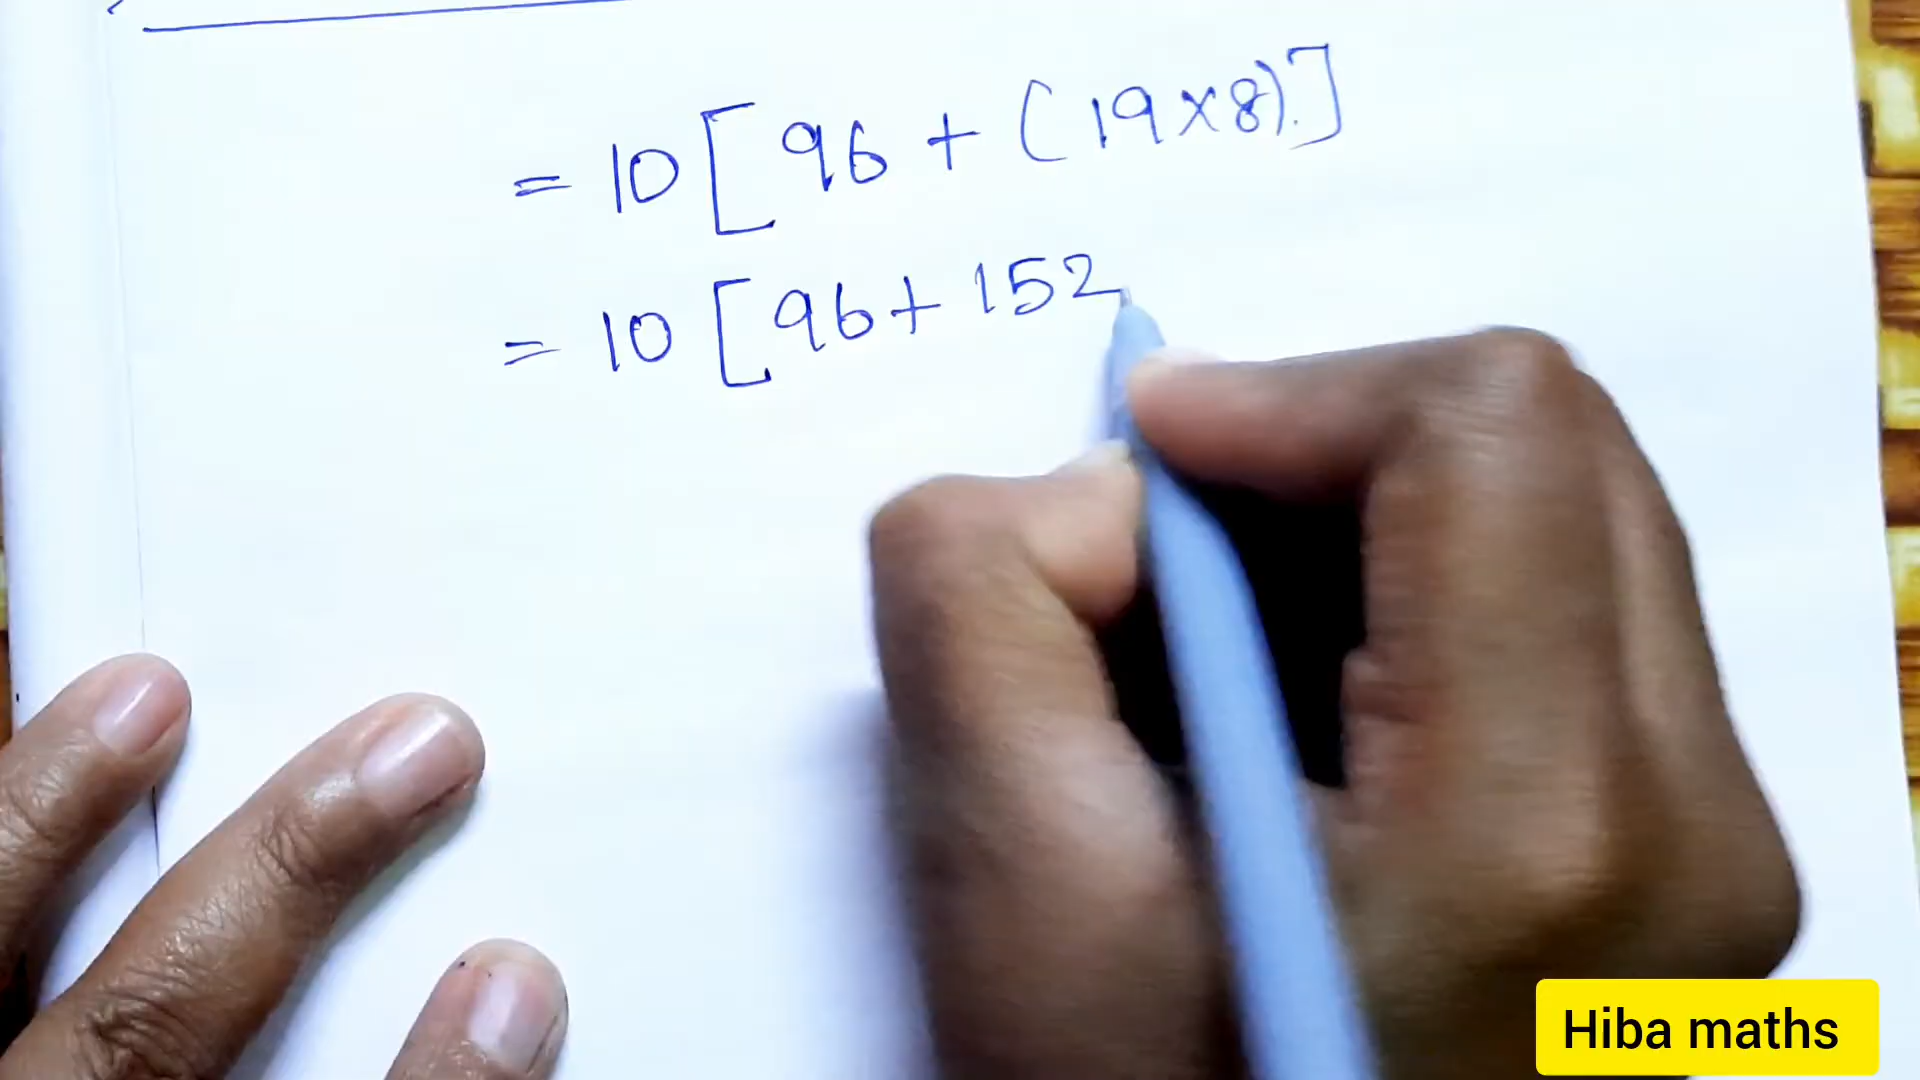 = 10 [ 96 + (19×8).]
= 10 [ 96 + 152
Hiba maths